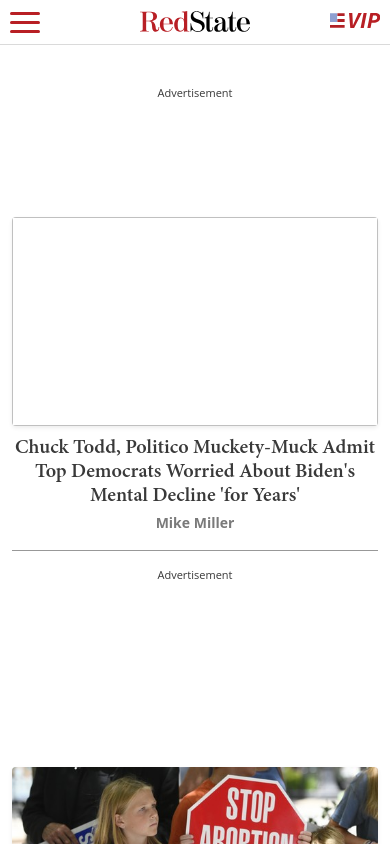 RedState
VIP
Advertisement
Chuck Todd, Politico Muckety-Muck Admit
Top Democrats Worried About Biden's
Mental Decline 'for Years'
Mike Miller
Advertisement
STOP
ABORTION